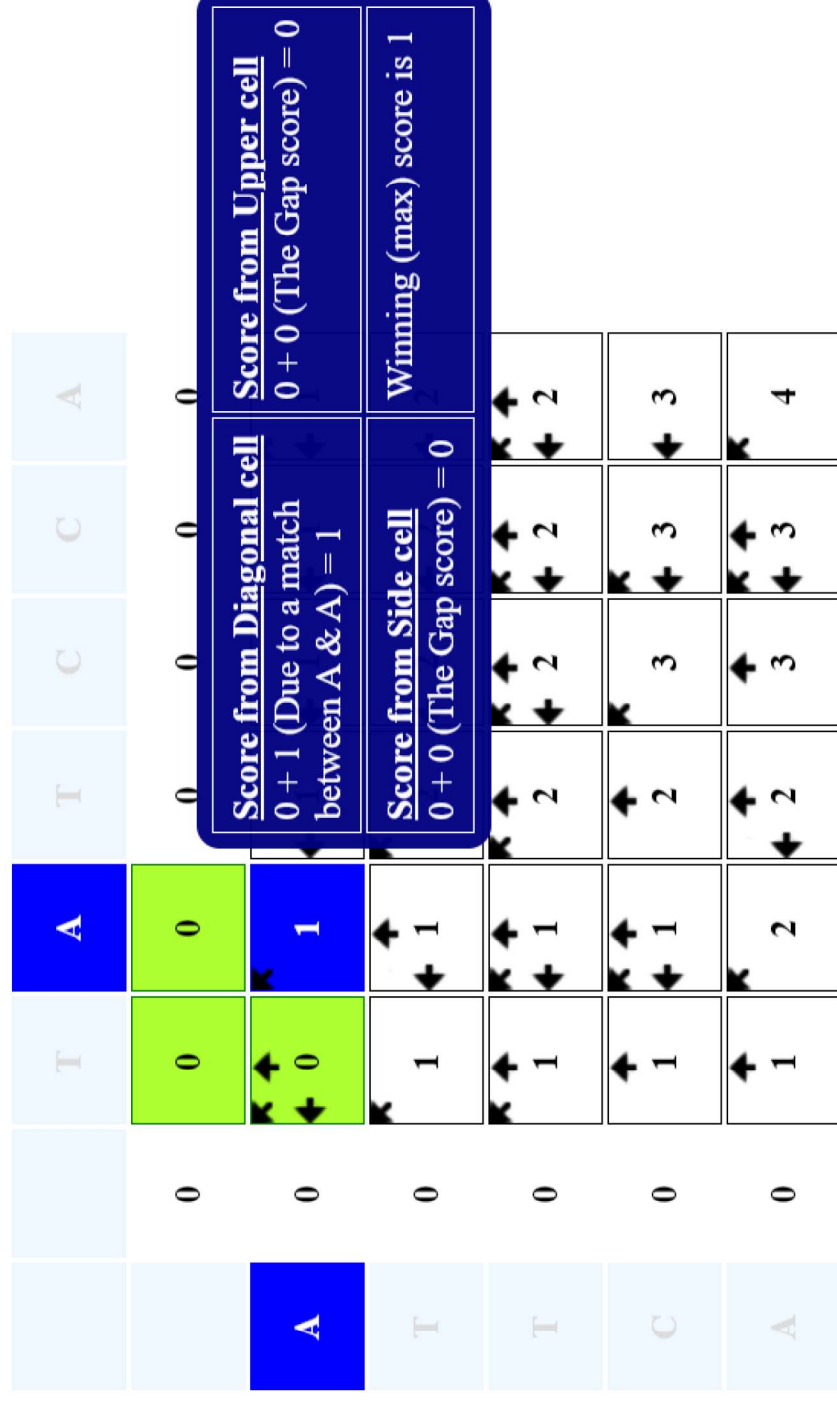 T A T C C A
0 0 0 0 0 0 0
A 0 0 1
T 0 1 1
T 0 1 1 2 2 2 2
C 0 1 1 2 3 3 3
A 0 1 2 2 3 3 4
Score from Diagonal cell
0 + 1 (Due to a match
between A & A) = 1
Score from Upper cell
0 + 0 (The Gap score) = 0
Score from Side cell
0 + 0 (The Gap score) = 0
Winning (max) score is 1